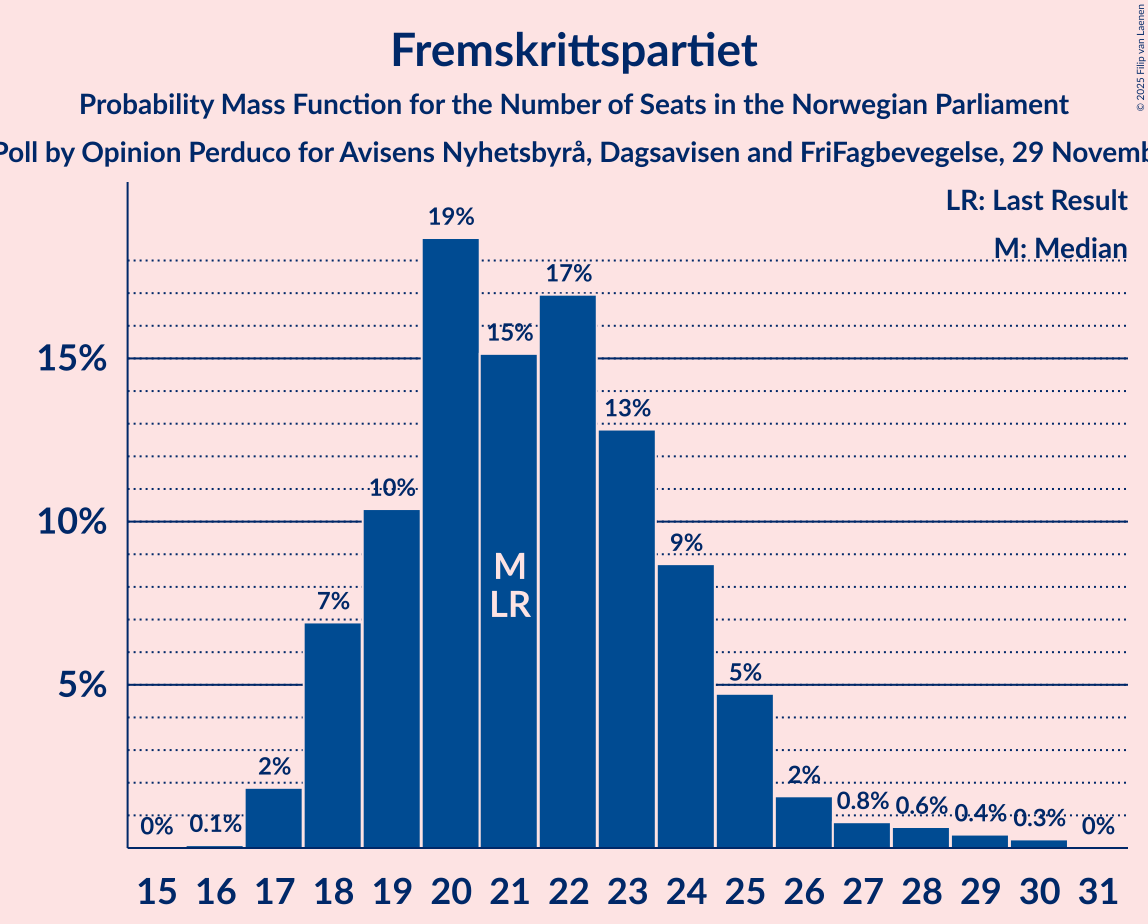 Fremskrittspartiet
Probability Mass Function for the Number of Seats in the Norwegian Parliament
Poll by Opinion Perduco for Avisens Nyhetsbyrå, Dagsavisen and FriFagbevegelse, 29 Novemb
© 2025 Filip van Laenen
LR: Last Result
M: Median
15%
10%
5%
0%
0.1%
2%
7%
10%
19%
15%
17%
13%
9%
5%
2%
0.8%
0.6%
0.4%
0.3%
0%
M
LR
15 16 17 18 19 20 21 22 23 24 25 26 27 28 29 30 31